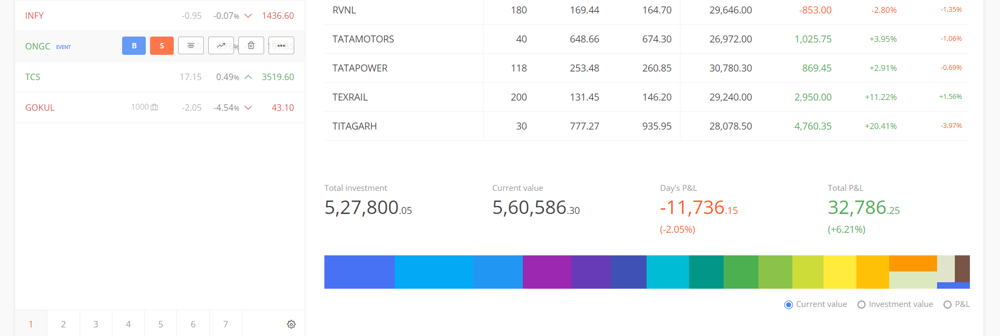 INFY -0.95 -0.07% 1436.60
ONGC EVENT B S
TCS 17.15 0.49% 3519.60
GOKUL 1000 -2.05 -4.54% 43.10
1 2 3 4 5 6 7
RVNL 180 169.44 164.70 29,646.00 -853.00 -2.80% -1.35%
TATAMOTORS 40 648.66 674.30 26,972.00 1,025.75 +3.95% -1.06%
TATAPOWER 118 253.48 260.85 30,780.30 869.45 +2.91% -0.69%
TEXRAIL 200 131.45 146.20 29,240.00 2,950.00 +11.22% +1.56%
TITAGARH 30 777.27 935.95 28,078.50 4,760.35 +20.41% -3.97%
Total investment Current value Day's P&L Total P&L
5,27,800.05 5,60,586.30 -11,736.15 32,786.25
(-2.05%) (+6.21%)
Current value Investment value P&L